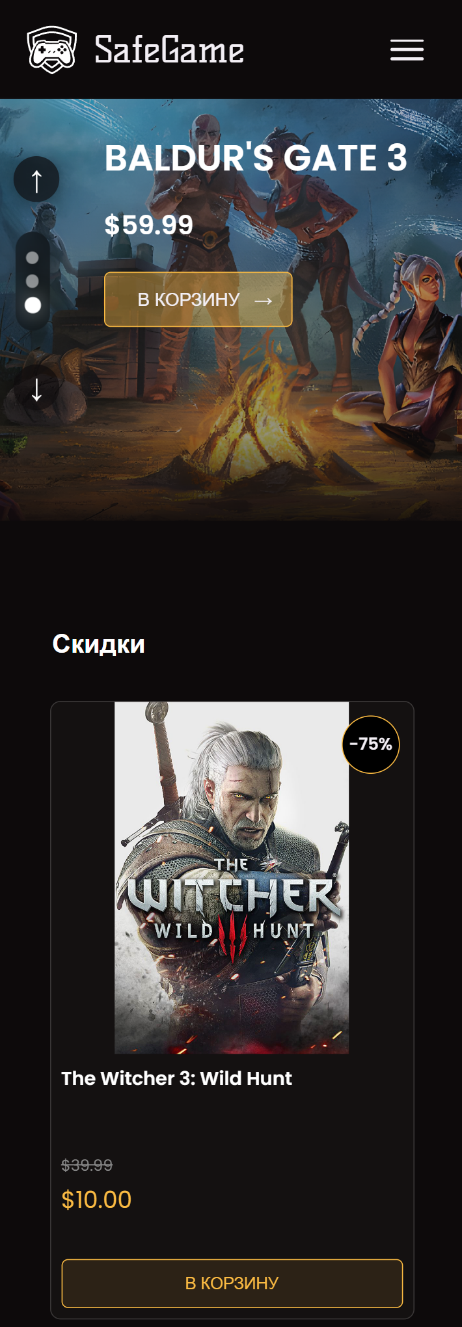 SafeGame
BALDUR'S GATE 3
$59.99
В КОРЗИНУ →
Скидки
-75%
THE
WITCHER
WILD HUNT
The Witcher 3: Wild Hunt
$39.99
$10.00
В КОРЗИНУ